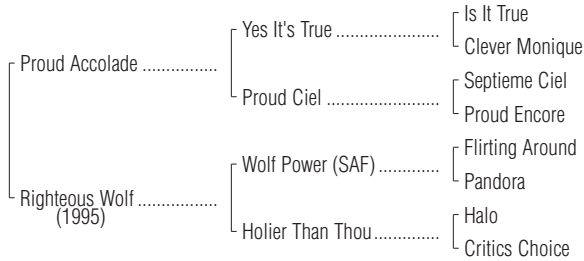 Is It True
Yes It's True ......................
Clever Monique
Proud Accolade ................
Septieme Ciel
Proud Ciel ........................
Proud Encore
Flirting Around
Wolf Power (SAF) .............
Pandora
Righteous Wolf .................
(1995)
Halo
Holier Than Thou ..............
Critics Choice